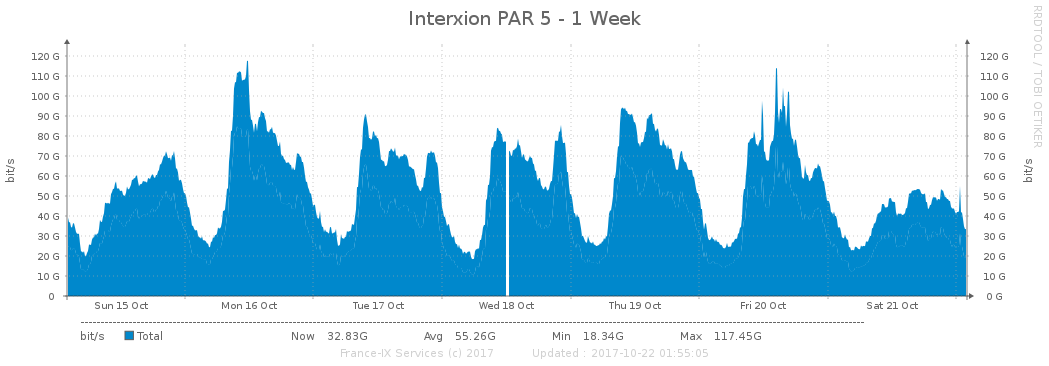 Interxion PAR 5 - 1 Week
RRDTOOL / TOBI OETIKER
bit/s
bit/s
120 G 120 G
110 G 110 G
100 G 100 G
90 G 90 G
80 G 80 G
70 G 70 G
60 G 60 G
50 G 50 G
40 G 40 G
30 G 30 G
20 G 20 G
10 G 10 G
0 0 G
Sun 15 Oct Mon 16 Oct Tue 17 Oct Wed 18 Oct Thu 19 Oct Fri 20 Oct Sat 21 Oct
bit/s Total Now 32.83G Avg 55.26G Min 18.34G Max 117.45G
France-IX Services (c) 2017 Updated : 2017-10-22 01:55:05